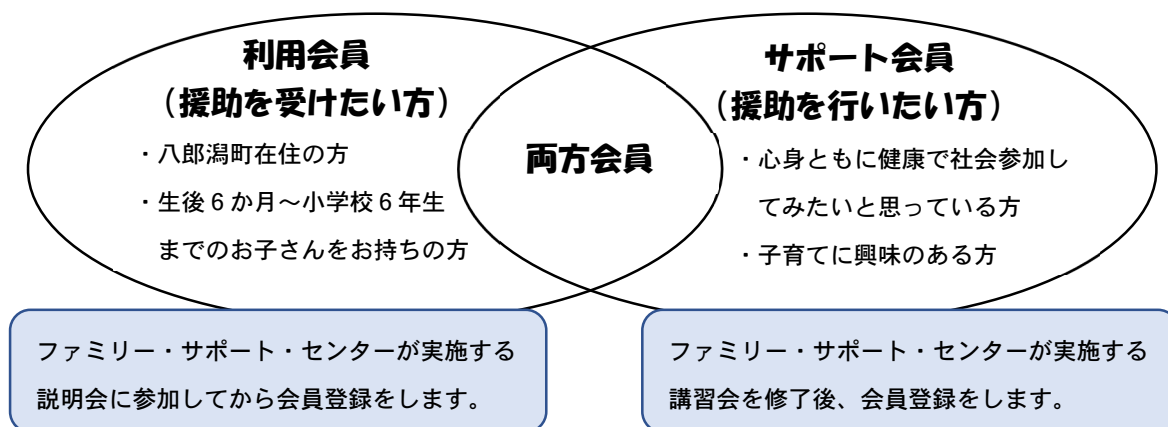 利用会員
（援助を受けたい方）
・八郎潟町在住の方
・生後６か月～小学校６年生
までのお子さんをお持ちの方
両方会員
サポート会員
（援助を行いたい方）
・心身ともに健康で社会参加し
てみたいと思っている方
・子育てに興味のある方
ファミリー・サポート・センターが実施する
説明会に参加してから会員登録をします。
ファミリー・サポート・センターが実施する
講習会を修了後、会員登録をします。